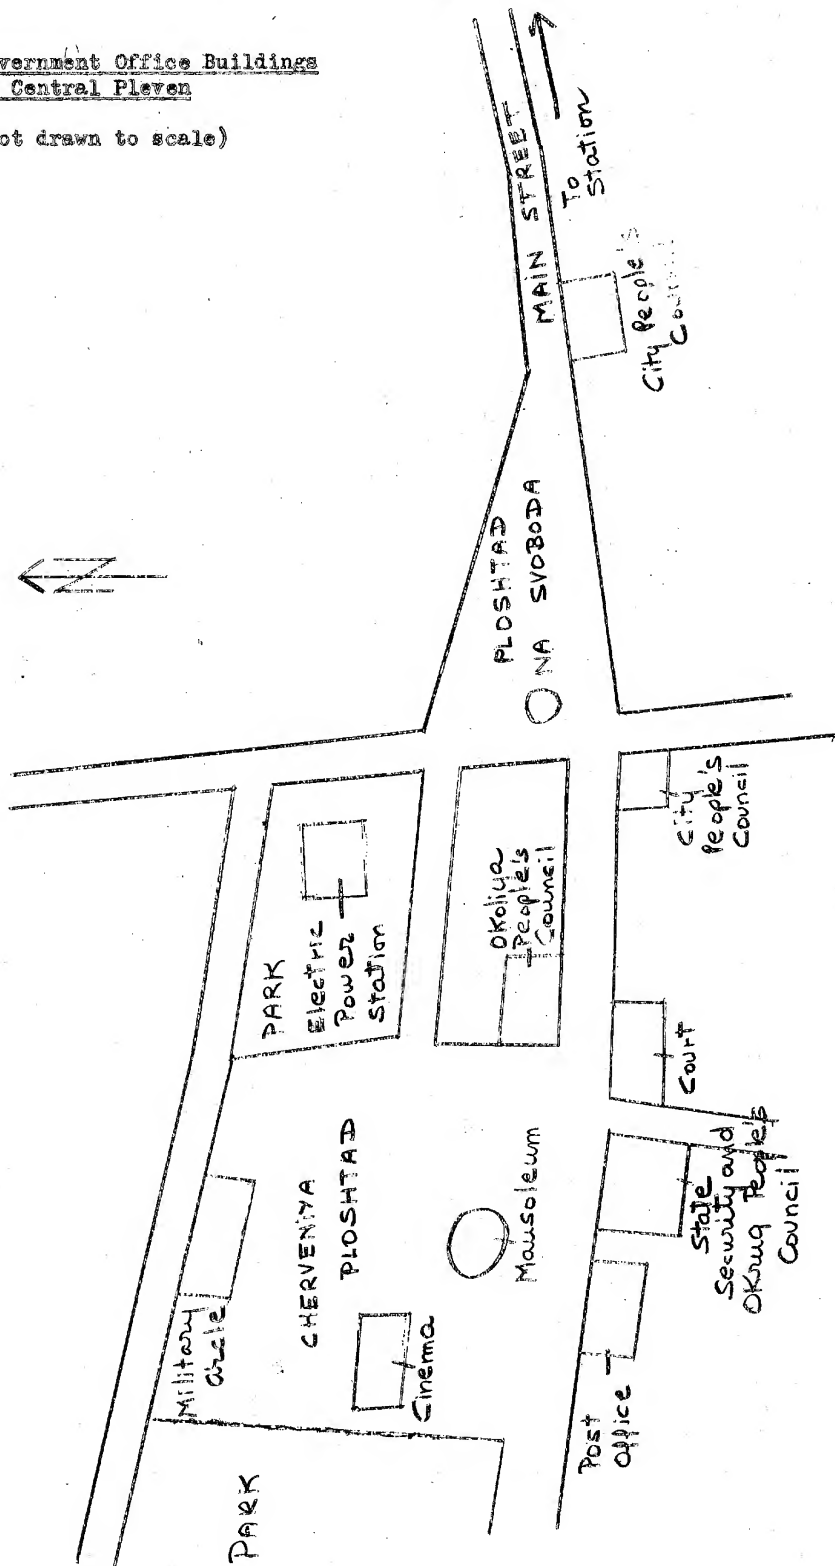 vernment Office Buildings
Central Pleven
ot drawn to scale)
To
Station
MAIN STREET
City People's
PLOSHTAD
NA SVOBODA
N
City
People's
Council
PARK
Electric
Power
Station
Okoliya
People's
Council
Court
CHERVENIYA
PLOSHTAD
Mausoleum
State
Security and
Okrug People's
Council
Military
Circle
Cinema
Post
Office
PARK